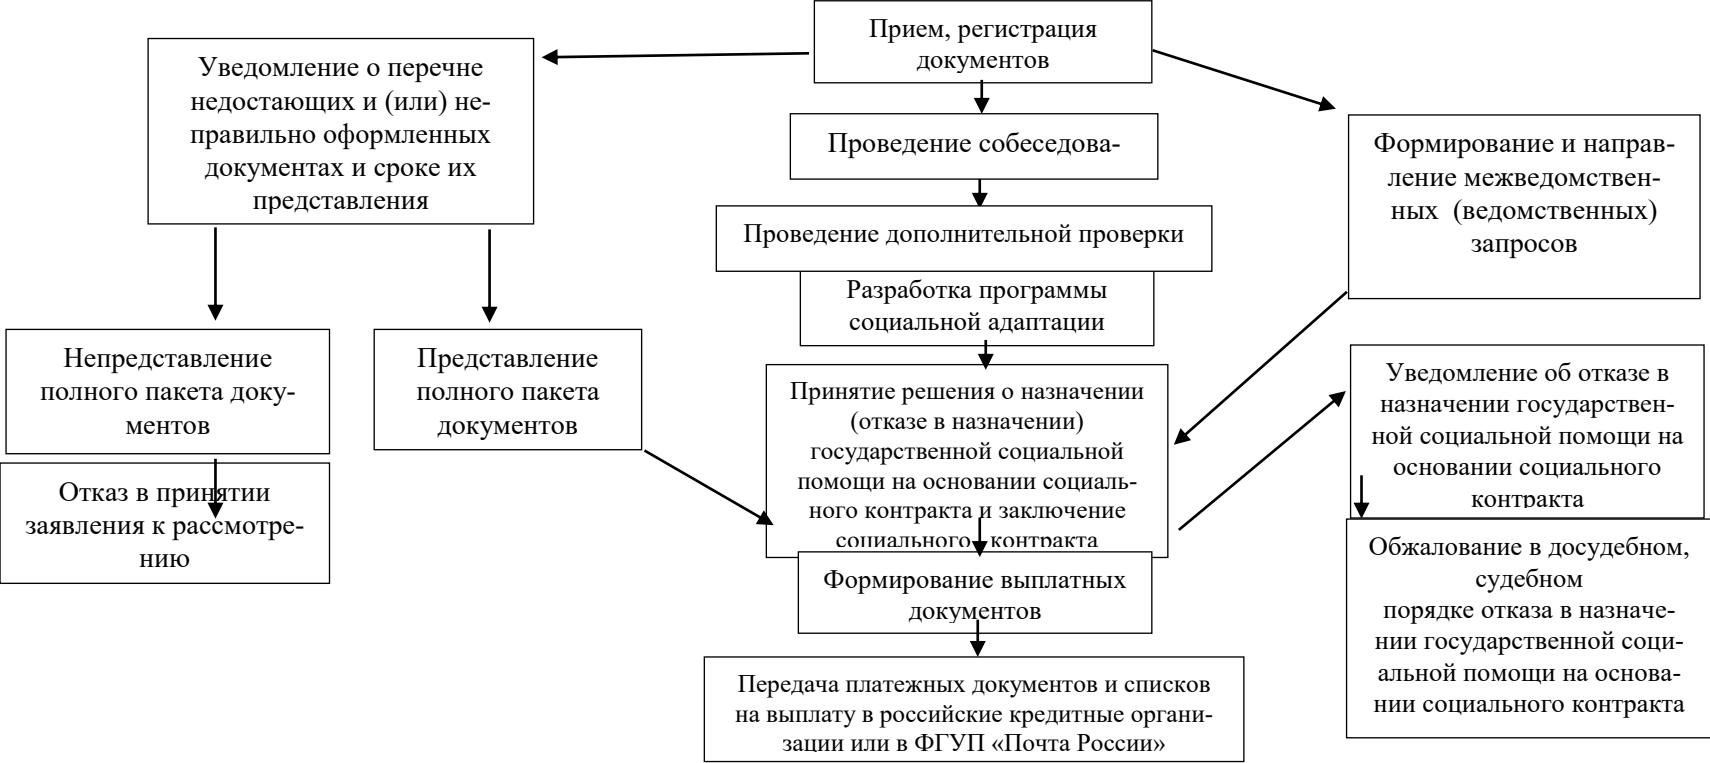 Прием, регистрация
документов
Уведомление о перечне
недостающих и (или) не-
правильно оформленных
документах и сроке их
представления
Проведение собеседова-
Формирование и направ-
ление межведомствен-
ных (ведомственных)
запросов
Проведение дополнительной проверки
Разработка программы
социальной адаптации
Непредставление
полного пакета доку-
ментов
Представление
полного пакета
документов
Принятие решения о назначении
(отказе в назначении)
государственной социальной
помощи на основании социаль-
ного контракта и заключение
социального контракта
Уведомление об отказе в
назначении государствен-
ной социальной помощи на
основании социального
контракта
Отказ в принятии
заявления к рассмотре-
нию
Формирование выплатных
документов
Обжалование в досудебном,
судебном
порядке отказа в назначе-
нии государственной соци-
альной помощи на основа-
нии социального контракта
Передача платежных документов и списков
на выплату в российские кредитные органи-
зации или в ФГУП «Почта России»